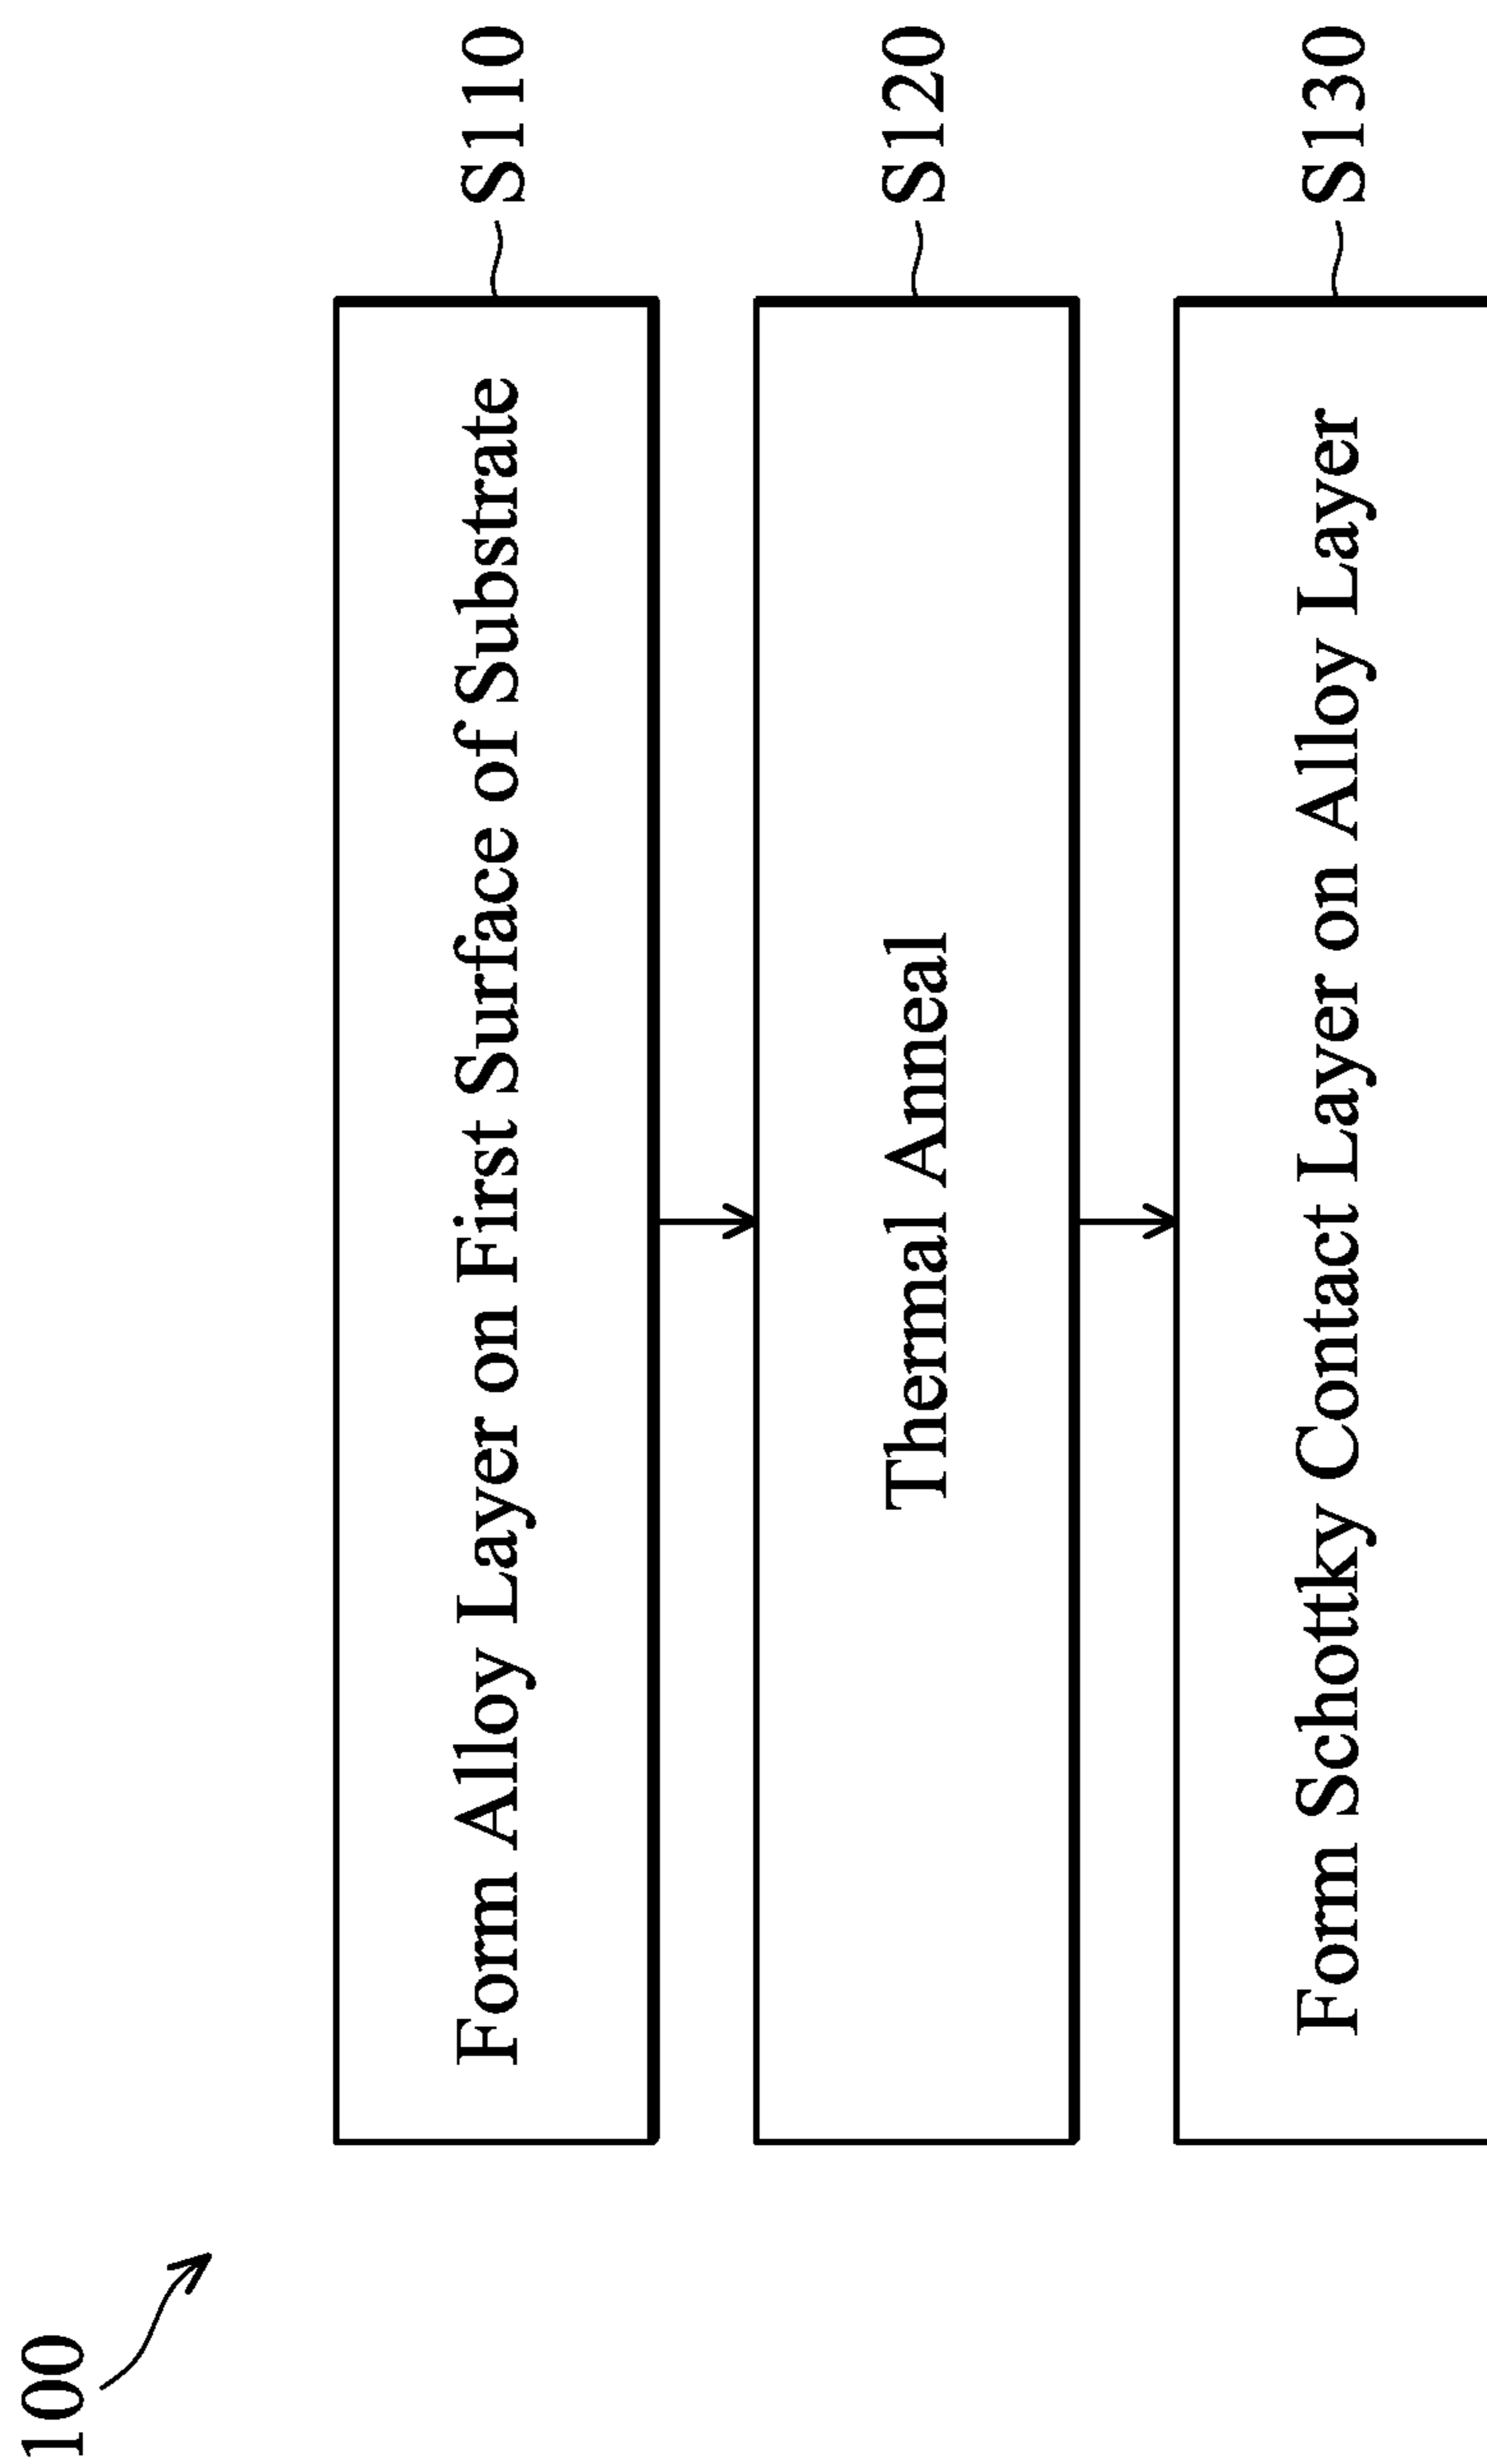 100
Form Alloy Layer on First Surface of Substrate
S110
Thermal Anneal
S120
Form Schottky Contact Layer on Alloy Layer
S130